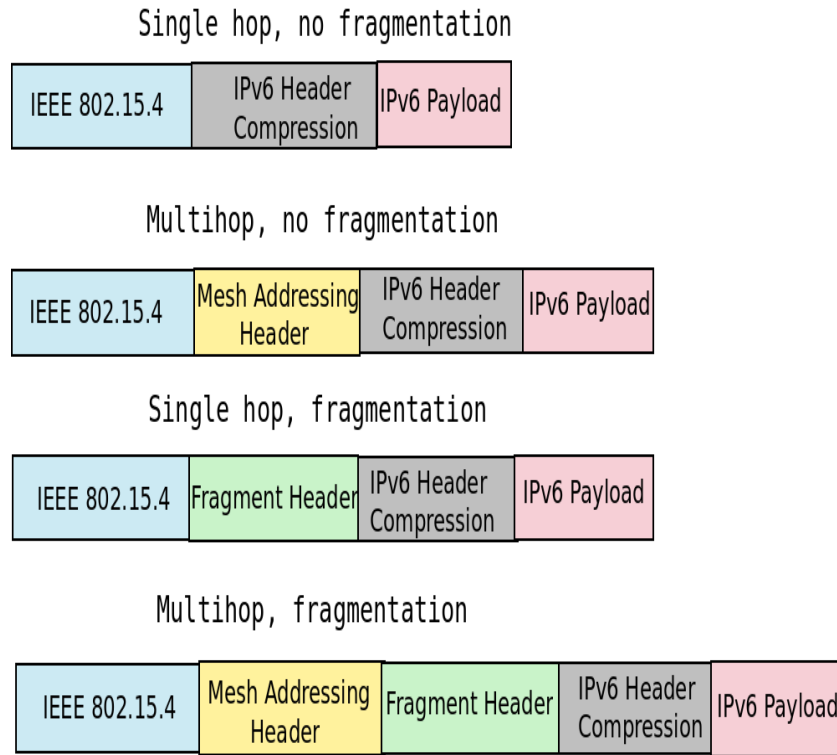 Single hop, no fragmentation
IEEE 802.15.4
IPv6 Header
Compression
IPv6 Payload
Multihop, no fragmentation
IEEE 802.15.4
Mesh Addressing
Header
IPv6 Header
Compression
IPv6 Payload
Single hop, fragmentation
IEEE 802.15.4
Fragment Header
IPv6 Header
Compression
IPv6 Payload
Multihop, fragmentation
IEEE 802.15.4
Mesh Addressing
Header
Fragment Header
IPv6 Header
Compression
IPv6 Payload